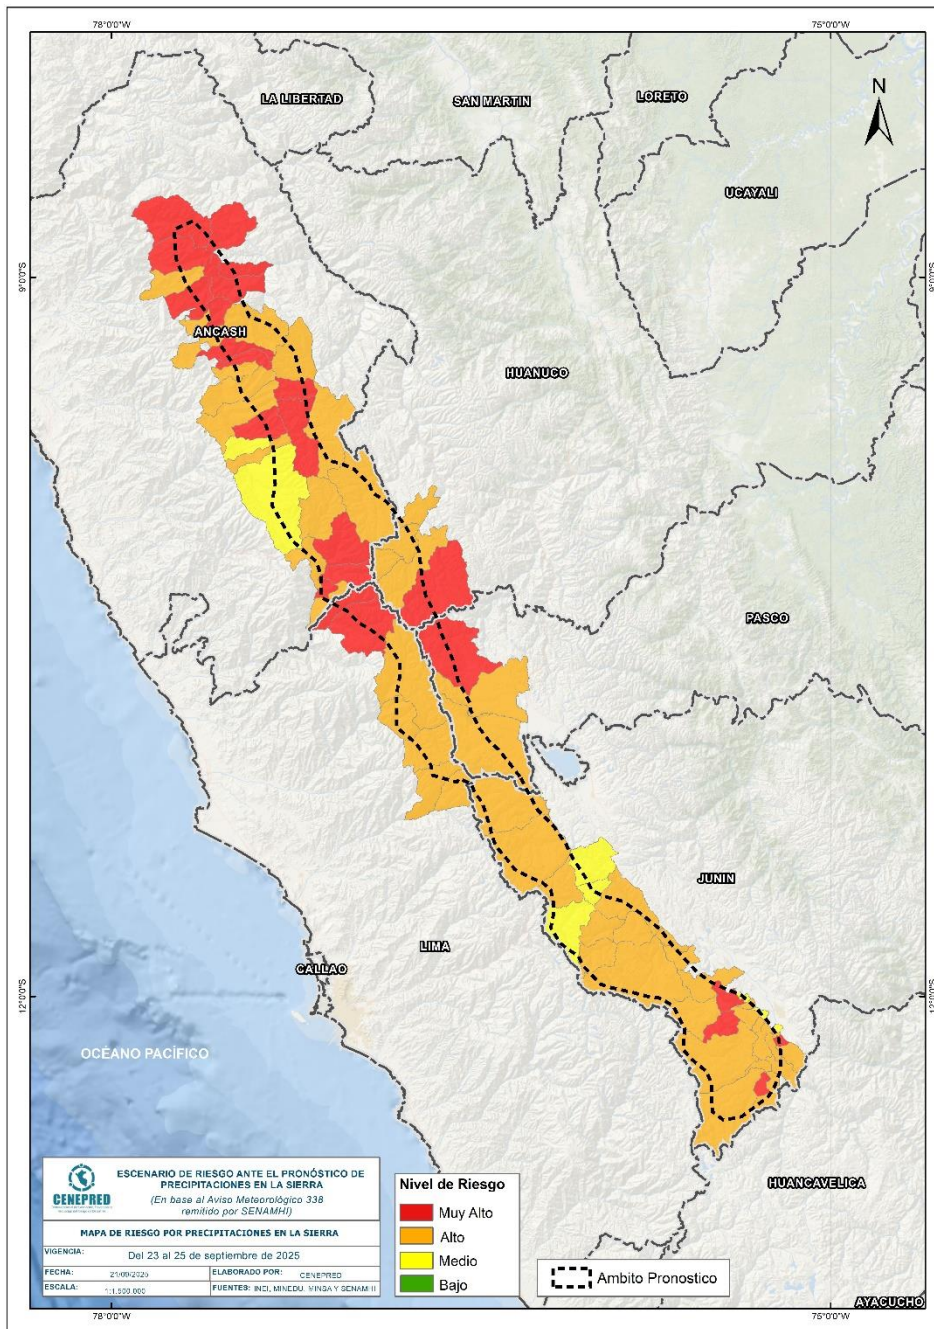 78°0'0"W
75°0'0"W
LA LIBERTAD
SAN MARTIN
LORETO
N
UCAYALI
9°0'0"S
9°0'0"S
ANCASH
HUANUCO
PASCO
JUNIN
LIMA
CALLAO
12°0'0"S
12°0'0"S
OCÉANO PACÍFICO
HUANCAVELICA
AYACUCHO
CENEPRED
ESCENARIO DE RIESGO ANTE EL PRONÓSTICO DE
PRECIPITACIONES EN LA SIERRA
(En base al Aviso Meteorológico 338
remitido por SENAMHI)
MAPA DE RIESGO POR PRECIPITACIONES EN LA SIERRA
VIGENCIA: Del 23 al 25 de septiembre de 2025
FECHA: 21/09/2025 ELABORADO POR: CENEPRED
ESCALA: 1:1,500,000 FUENTES: INEI, MINEDU, MINSA Y SENAMHI
Nivel de Riesgo
Muy Alto
Alto
Medio
Bajo
Ambito Pronostico
78°0'0"W
75°0'0"W